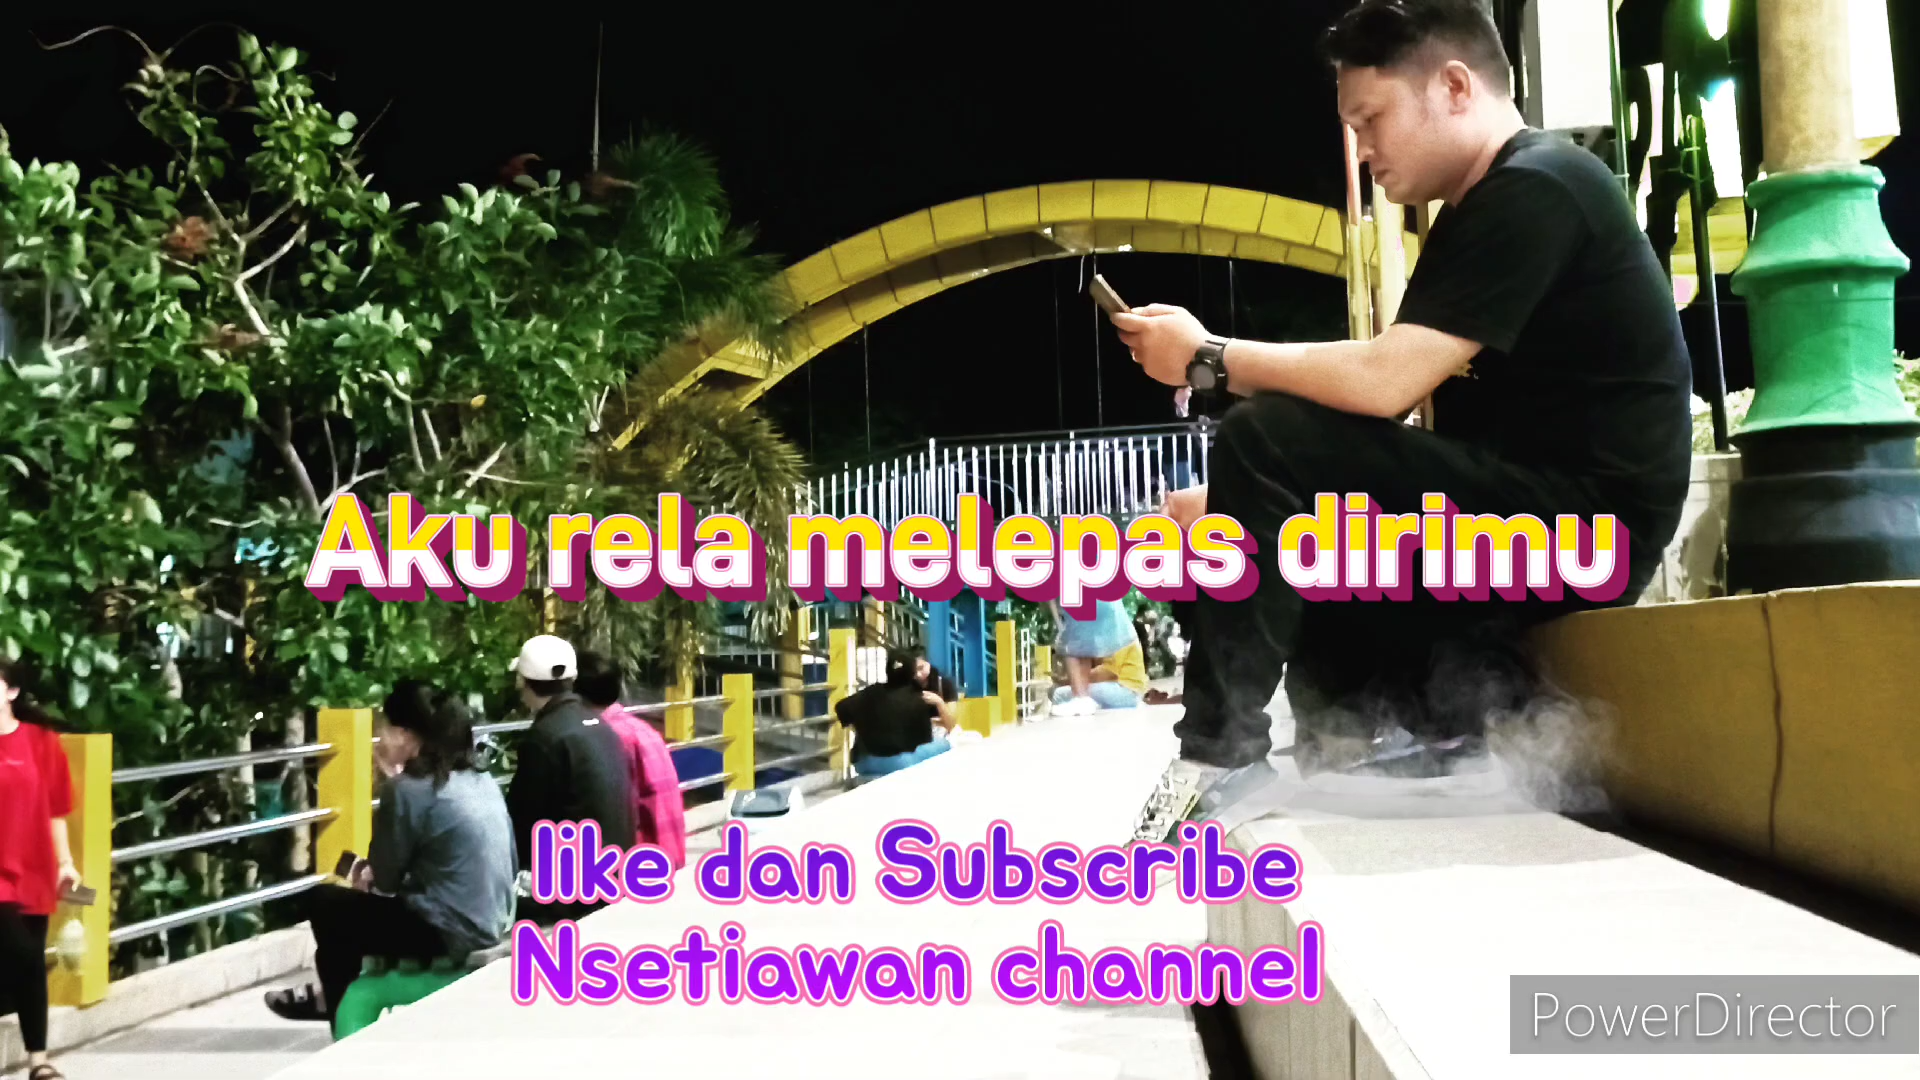 Aku rela melepas dirimu
like dan Subscribe
Nsetiawan channel
PowerDirector